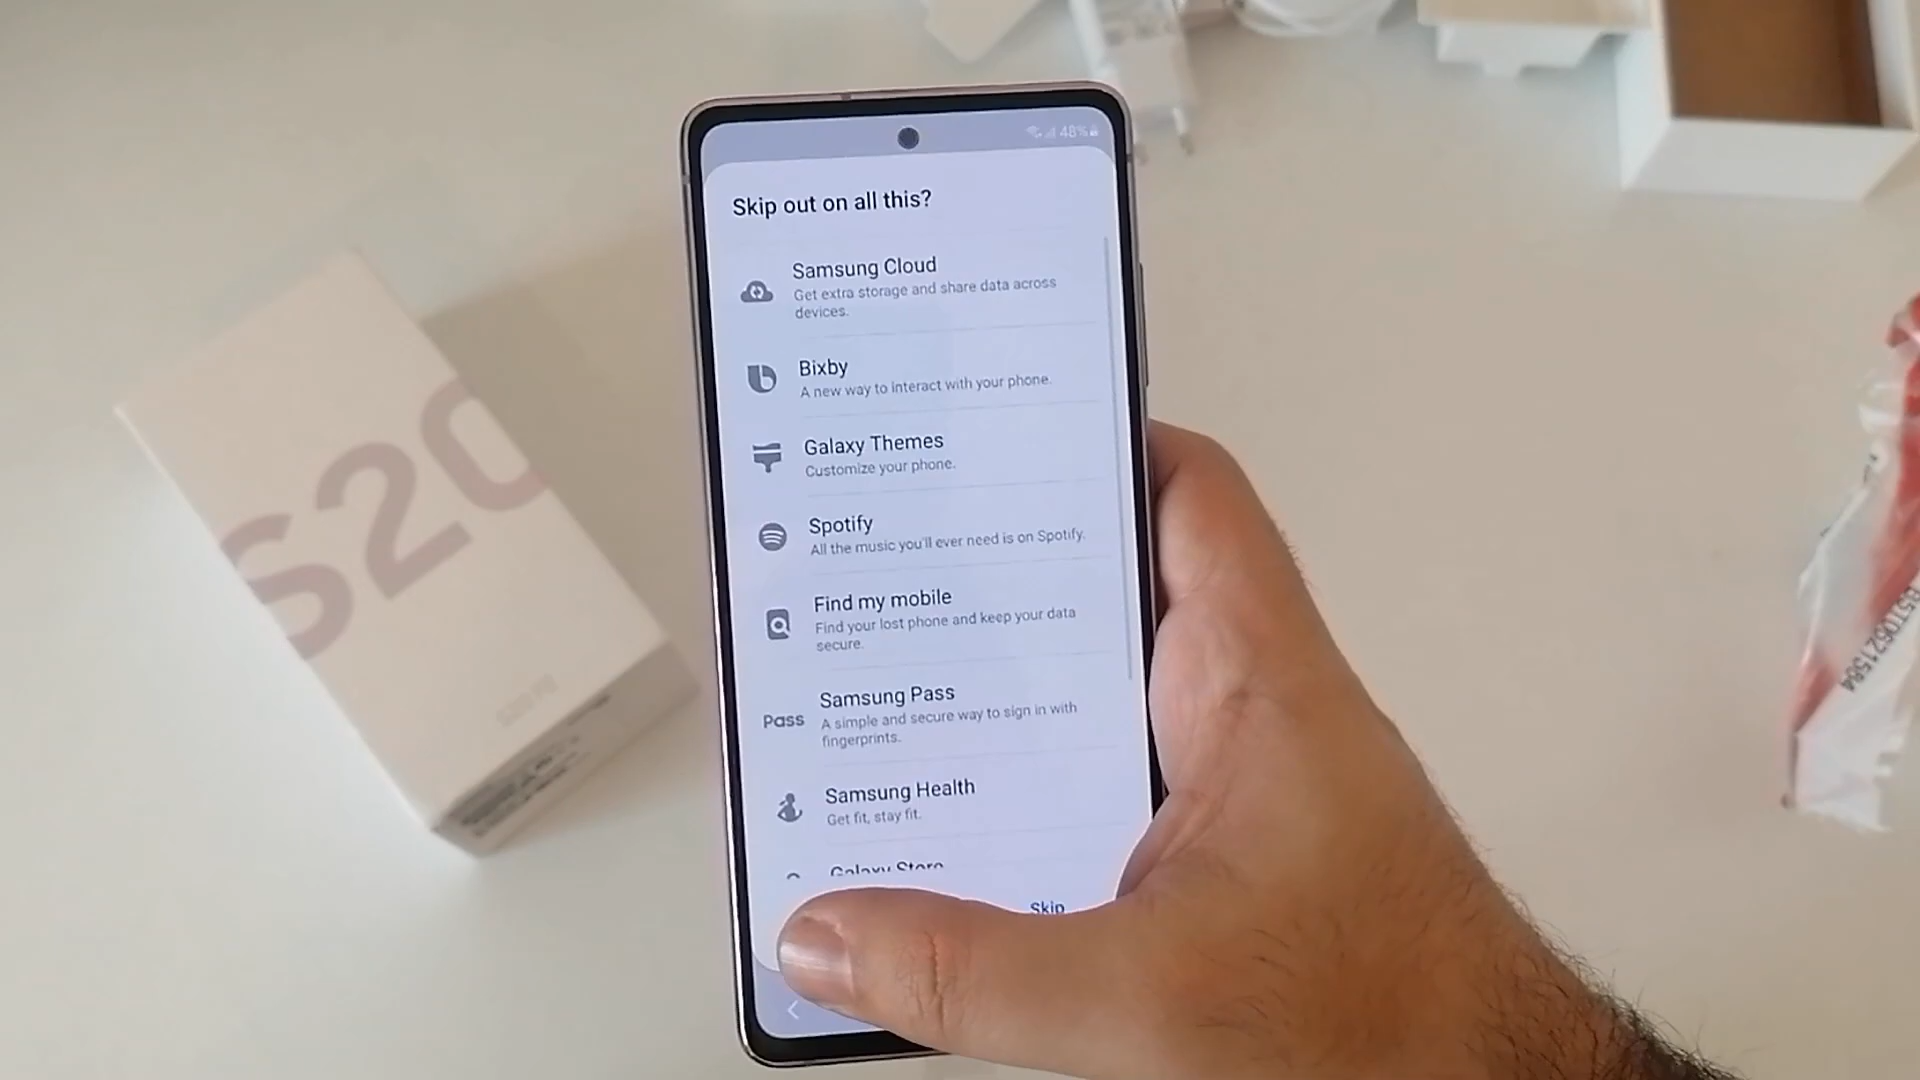 48%
Skip out on all this?
Samsung Cloud
Get extra storage and share data across
devices.
Bixby
A new way to interact with your phone.
Galaxy Themes
Customize your phone.
Spotify
All the music you'll ever need is on Spotify.
Find my mobile
Find your lost phone and keep your data
secure.
Pass
Samsung Pass
A simple and secure way to sign in with
fingerprints.
Samsung Health
Get fit, stay fit.
Galaxy Store
Skip
S20
B5T0621584